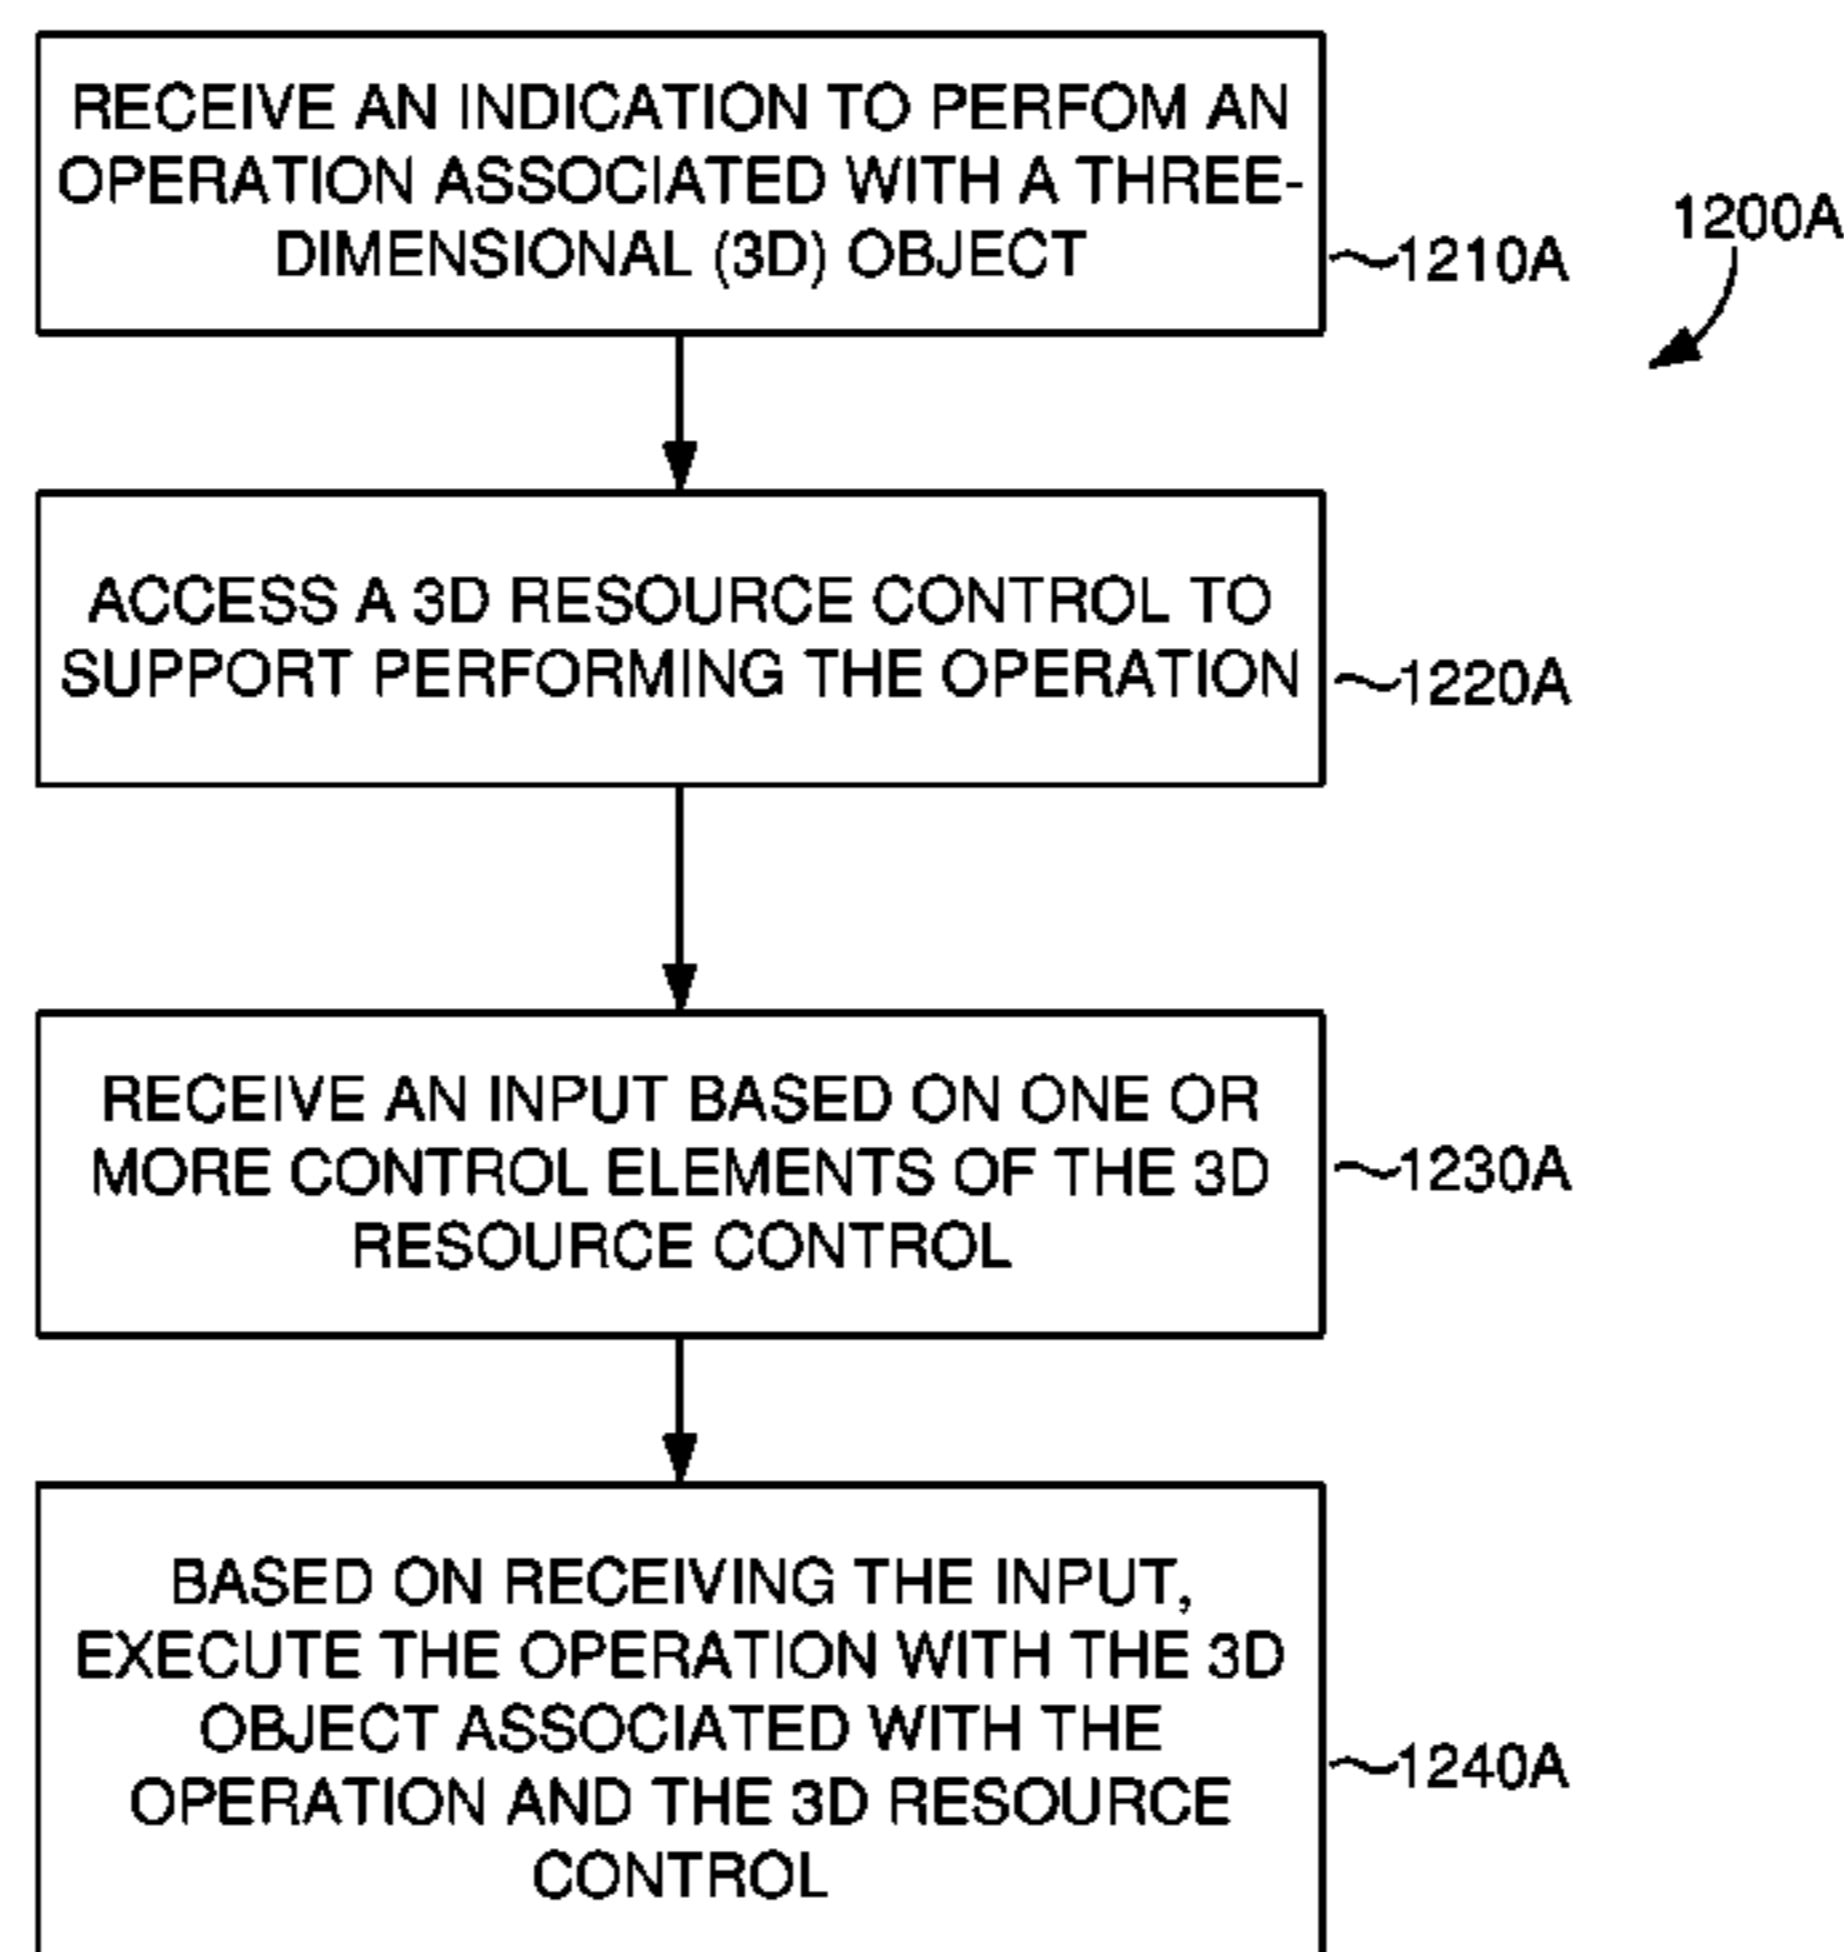 RECEIVE AN INDICATION TO PERFOM AN
OPERATION ASSOCIATED WITH A THREE-
DIMENSIONAL (3D) OBJECT
1210A
1200A
ACCESS A 3D RESOURCE CONTROL TO
SUPPORT PERFORMING THE OPERATION
1220A
RECEIVE AN INPUT BASED ON ONE OR
MORE CONTROL ELEMENTS OF THE 3D
RESOURCE CONTROL
1230A
BASED ON RECEIVING THE INPUT,
EXECUTE THE OPERATION WITH THE 3D
OBJECT ASSOCIATED WITH THE
OPERATION AND THE 3D RESOURCE
CONTROL
1240A